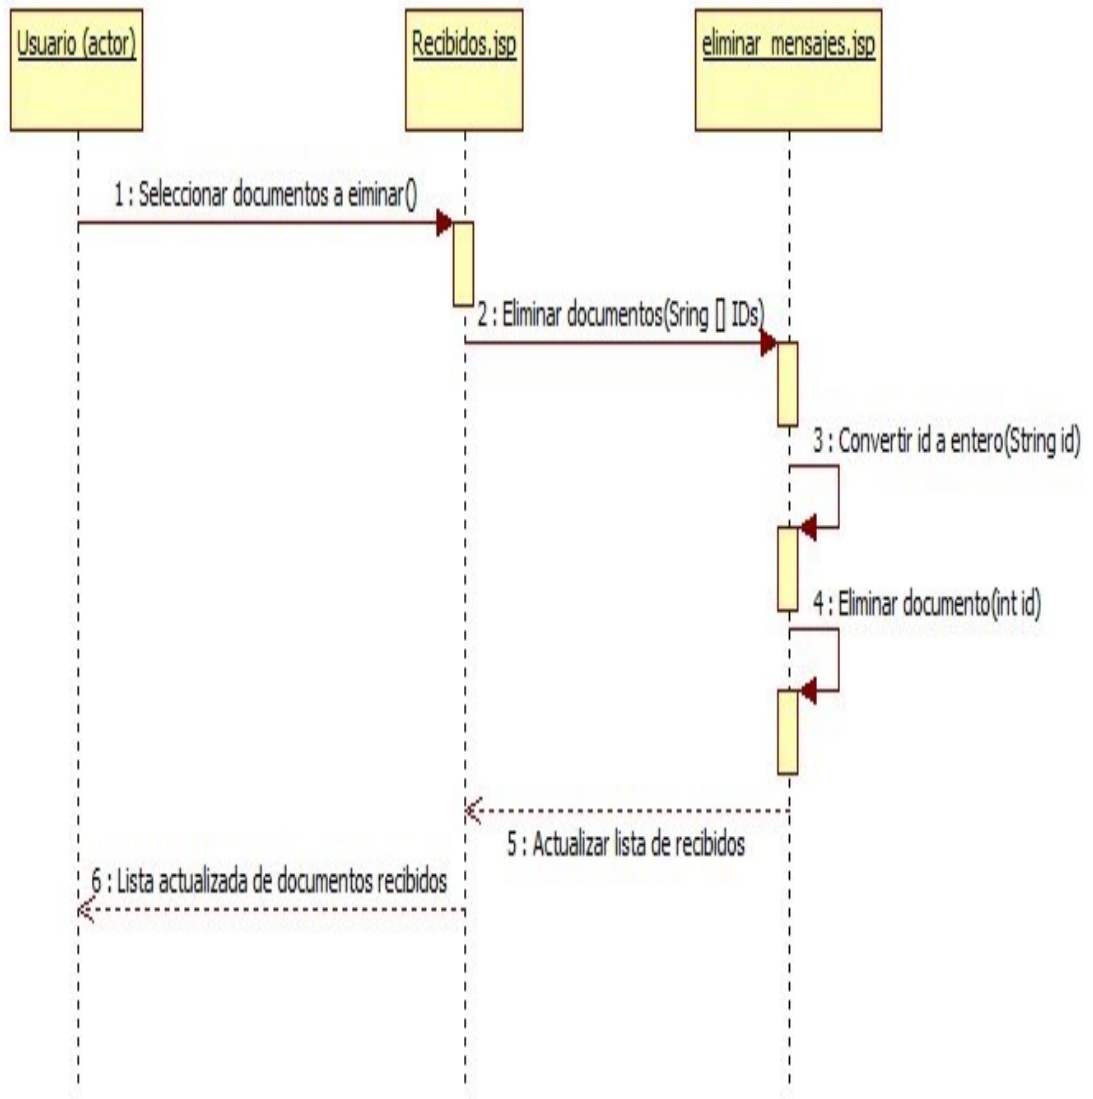 Usuario (actor)
Recibidos.jsp
eliminar_mensajes.jsp
1 : Seleccionar documentos a eiminar()
2 : Eliminar documentos(Sring [] IDs)
3 : Convertir id a entero(String id)
4 : Eliminar documento(int id)
5 : Actualizar lista de recibidos
6 : Lista actualizada de documentos recibidos